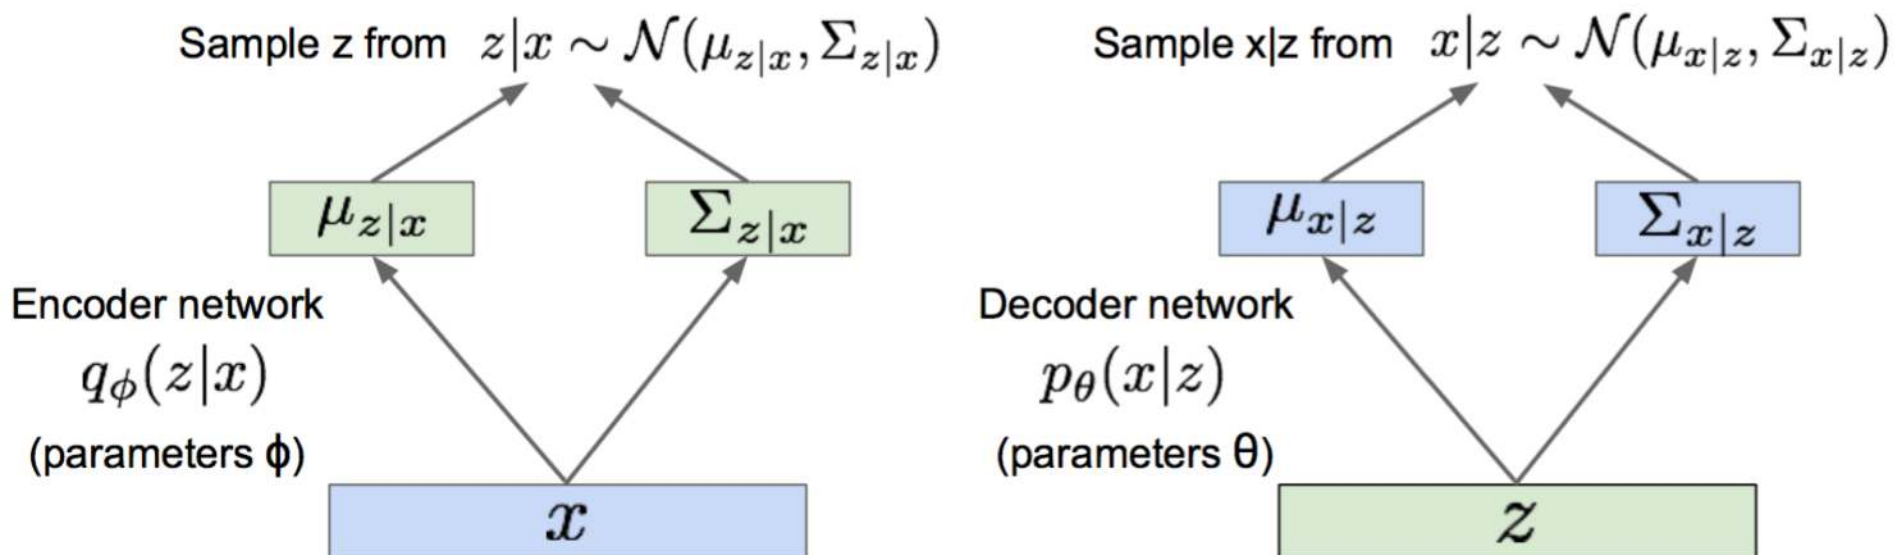 Sample z from z|x ∼ 𝒩(μ_{z|x}, Σ_{z|x})
μ_{z|x}
Σ_{z|x}
Encoder network
q_ϕ(z|x)
(parameters ϕ)
x
Sample x|z from x|z ∼ 𝒩(μ_{x|z}, Σ_{x|z})
μ_{x|z}
Σ_{x|z}
Decoder network
p_θ(x|z)
(parameters θ)
z